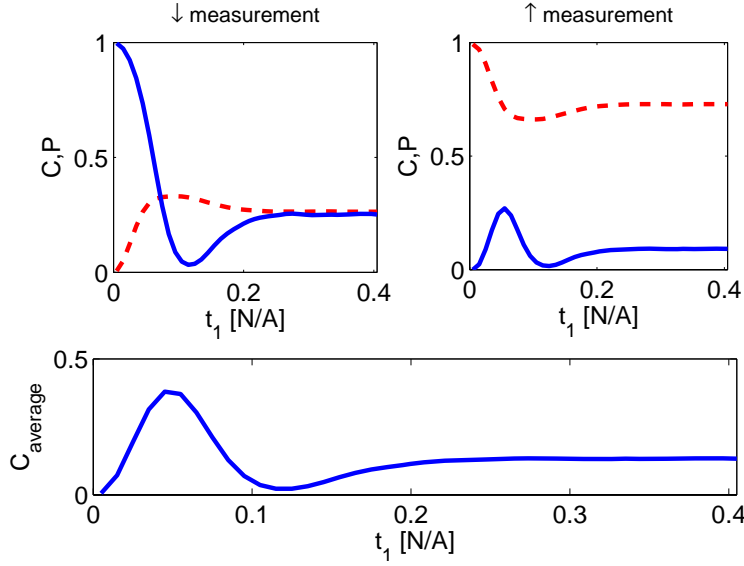 ↓ measurement
↑ measurement
1
0.5
0
C,P
0
0.2
0.4
t₁ [N/A]
1
0.5
0
C,P
0
0.2
0.4
t₁ [N/A]
0.5
0
C_average
0
0.1
0.2
0.3
0.4
t₁ [N/A]